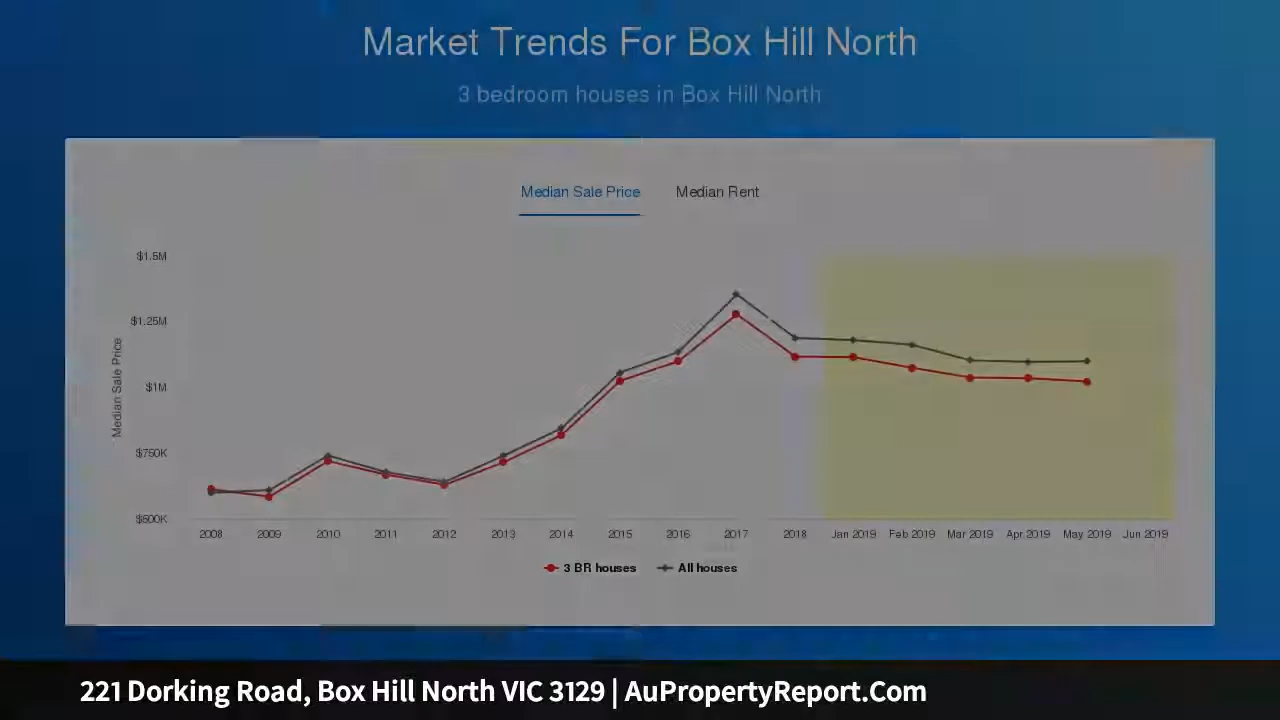 Market Trends For Box Hill North
3 bedroom houses in Box Hill North
Median Sale Price Median Rent
Median Sale Price
$1.5M
$1.25M
$1M
$750K
$500K
2008 2009 2010 2011 2012 2013 2014 2015 2016 2017 2018 Jan 2019 Feb 2019 Mar 2019 Apr 2019 May 2019 Jun 2019
3 BR houses All houses
221 Dorking Road, Box Hill North VIC 3129 | AuPropertyReport.Com